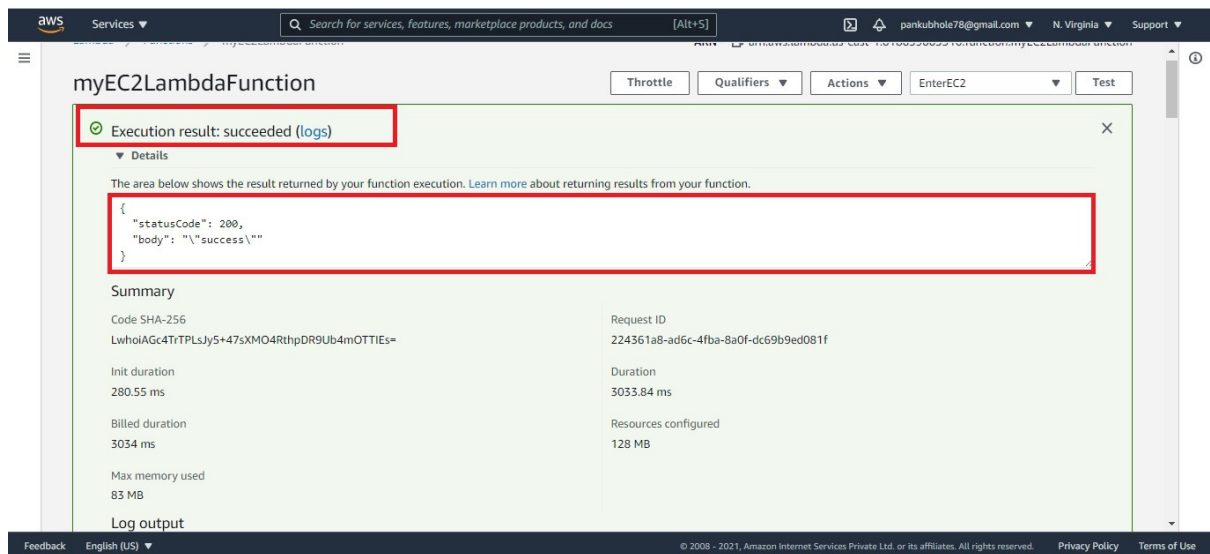 aws Services ▼ Search for services, features, marketplace products, and docs [Alt+S] pankubhole78@gmail.com ▼ N. Virginia ▼ Support ▼
myEC2LambdaFunction Throttle Qualifiers ▼ Actions ▼ EnterEC2 ▼ Test
Execution result: succeeded (logs)
▼ Details
The area below shows the result returned by your function execution. Learn more about returning results from your function.
{
"statusCode": 200,
"body": "\"success\""
}
Summary
Code SHA-256 Request ID
LwhoiAGc4TrTPLsJy5+47sXMO4RthpDR9Ub4mOTTIEs= 224361a8-ad6c-4fba-8a0f-dc69b9ed081f
Init duration Duration
280.55 ms 3033.84 ms
Billed duration Resources configured
3034 ms 128 MB
Max memory used
83 MB
Log output
Feedback English (US) ▼ © 2008 - 2021, Amazon Internet Services Private Ltd. or its affiliates. All rights reserved. Privacy Policy Terms of Use